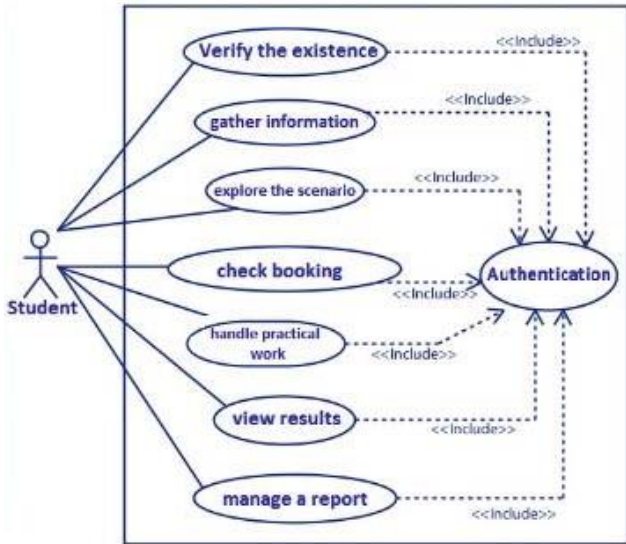 Verify the existence
<<Include>>
<<Include>>
gather information
<<Include>>
explore the scenario
check booking
Authentication
<<Include>>
Student
handle practical
work
<<Include>>
view results
<<Include>>
manage a report
<<Include>>